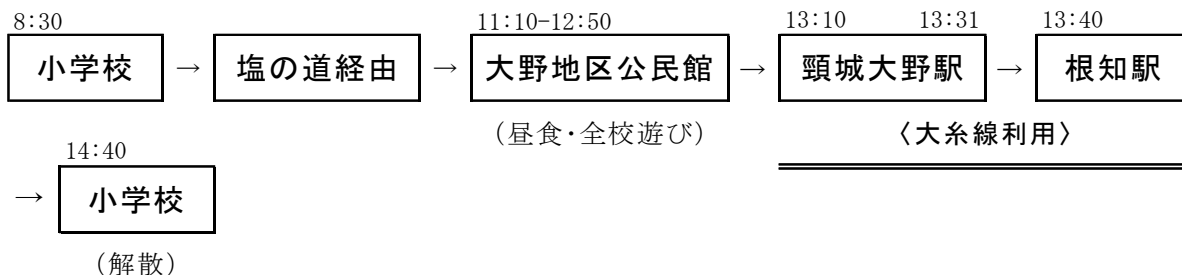 8:30 11:10-12:50 13:10 13:31 13:40
小学校 → 塩の道経由 → 大野地区公民館 → 頸城大野駅 → 根知駅
(昼食・全校遊び) 〈大糸線利用〉
14:40
→ 小学校
(解散)